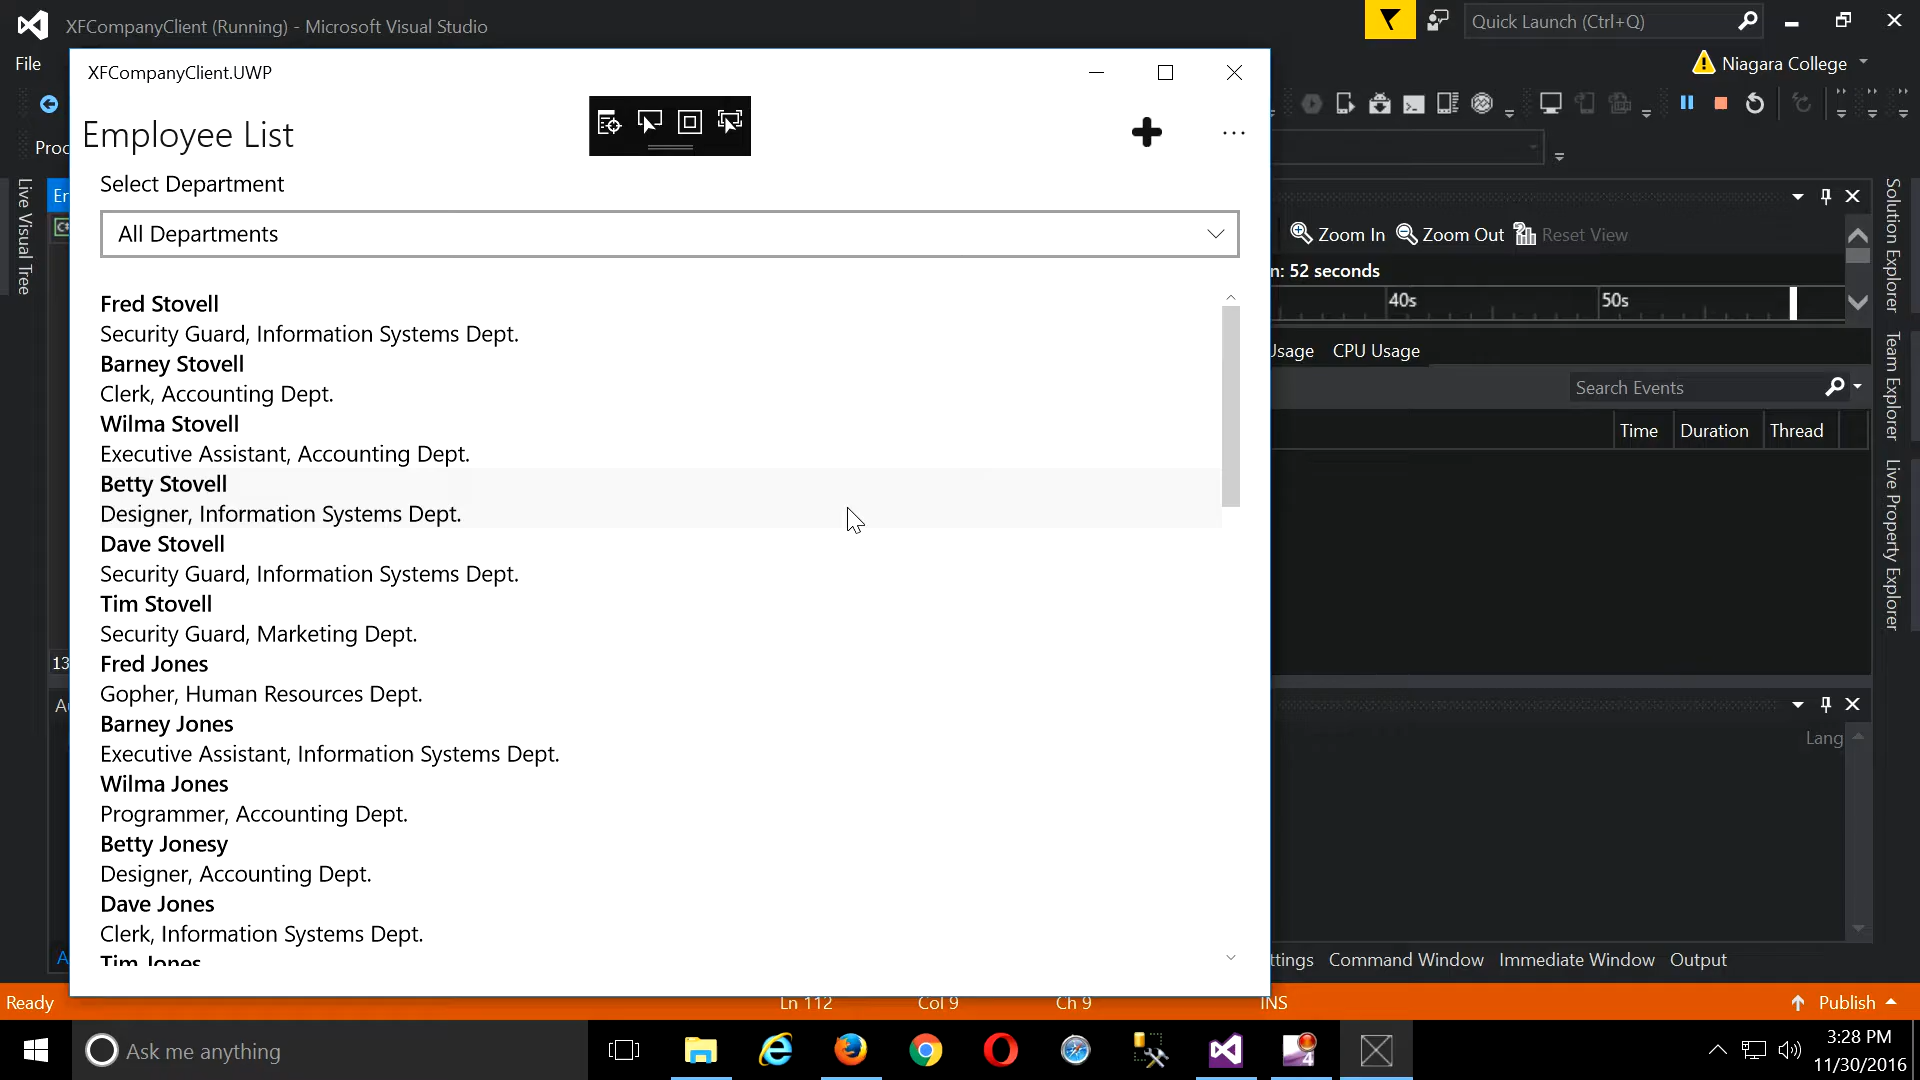 XFCompanyClient (Running) - Microsoft Visual Studio
Quick Launch (Ctrl+Q)
File
XFCompanyClient.UWP
Niagara College
Employee List
Proc
Select Department
All Departments
Live Visual Tree
Solution Explorer
Team Explorer
Live Property Explorer
Zoom In
Zoom Out
Reset View
n: 52 seconds
40s
50s
Usage
CPU Usage
Search Events
Time
Duration
Thread
Fred Stovell
Security Guard, Information Systems Dept.
Barney Stovell
Clerk, Accounting Dept.
Wilma Stovell
Executive Assistant, Accounting Dept.
Betty Stovell
Designer, Information Systems Dept.
Dave Stovell
Security Guard, Information Systems Dept.
Tim Stovell
Security Guard, Marketing Dept.
Fred Jones
Gopher, Human Resources Dept.
Barney Jones
Executive Assistant, Information Systems Dept.
Wilma Jones
Programmer, Accounting Dept.
Betty Jonesy
Designer, Accounting Dept.
Dave Jones
Clerk, Information Systems Dept.
Tim Jones
13
Lang
ttings
Command Window
Immediate Window
Output
Ready
Ln 112
Col 9
Ch 9
INS
Publish
Ask me anything
3:28 PM
11/30/2016